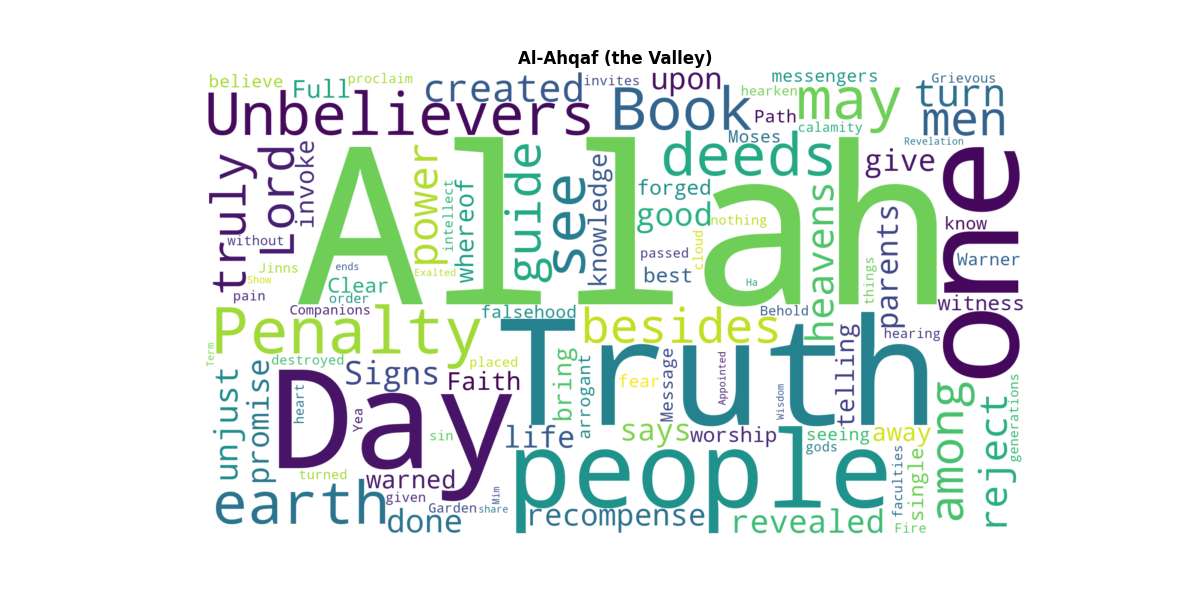 Al-Ahqaf (the Valley)
believe
Full
proclaim
created
invites
upon
messengers
Grievous
Unbelievers
Book
hearken
may
turn
men
Path
calamity
Moses
Revelation
truly
Lord
invoke
Allah
power
intellect
whereof
guide
see
knowledge
deeds
forged
good
nothing
give
one
heavens
parents
know
Warner
without
Jinns
Show
pain
ends
Clear
order
Exalted
passed
best
cloud
Ha
things
witness
Companions
falsehood
Behold
hearing
Penalty
besides
Truth
Term
destroyed
Signs
placed
Faith
bring
arrogant
fear
Message
Appointed
Wisdom
telling
unjust
promise
heart
Day
Yea
sin
life
says
worship
seeing
gods
away
among
reject
generations
turned
warned
people
faculties
single
earth
given
Garden
share
Mim
done
recompense
revealed
Fire